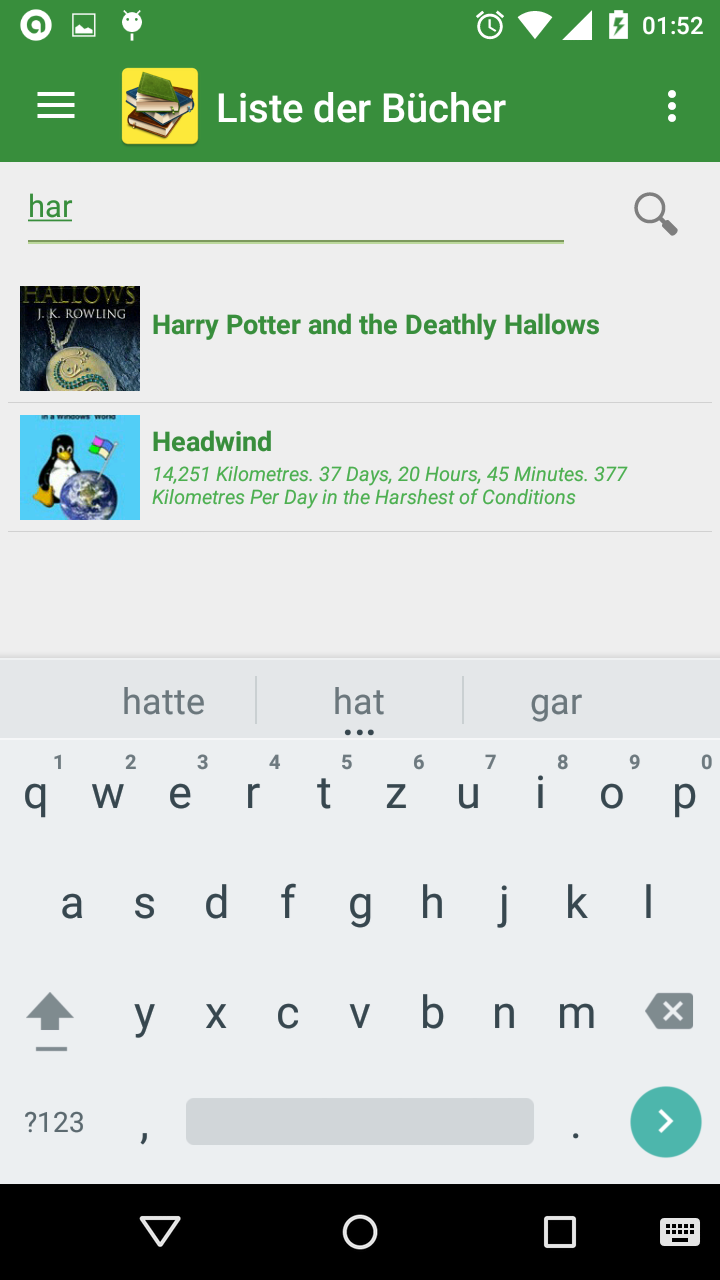 01:52
Liste der Bücher
har
HALLOWS
J. K. ROWLING
Harry Potter and the Deathly Hallows
in a Windows World
Headwind
14,251 Kilometres. 37 Days, 20 Hours, 45 Minutes. 377
Kilometres Per Day in the Harshest of Conditions
hatte hat gar
1 2 3 4 5 6 7 8 9 0
q w e r t z u i o p
a s d f g h j k l
y x c v b n m
?123 , .